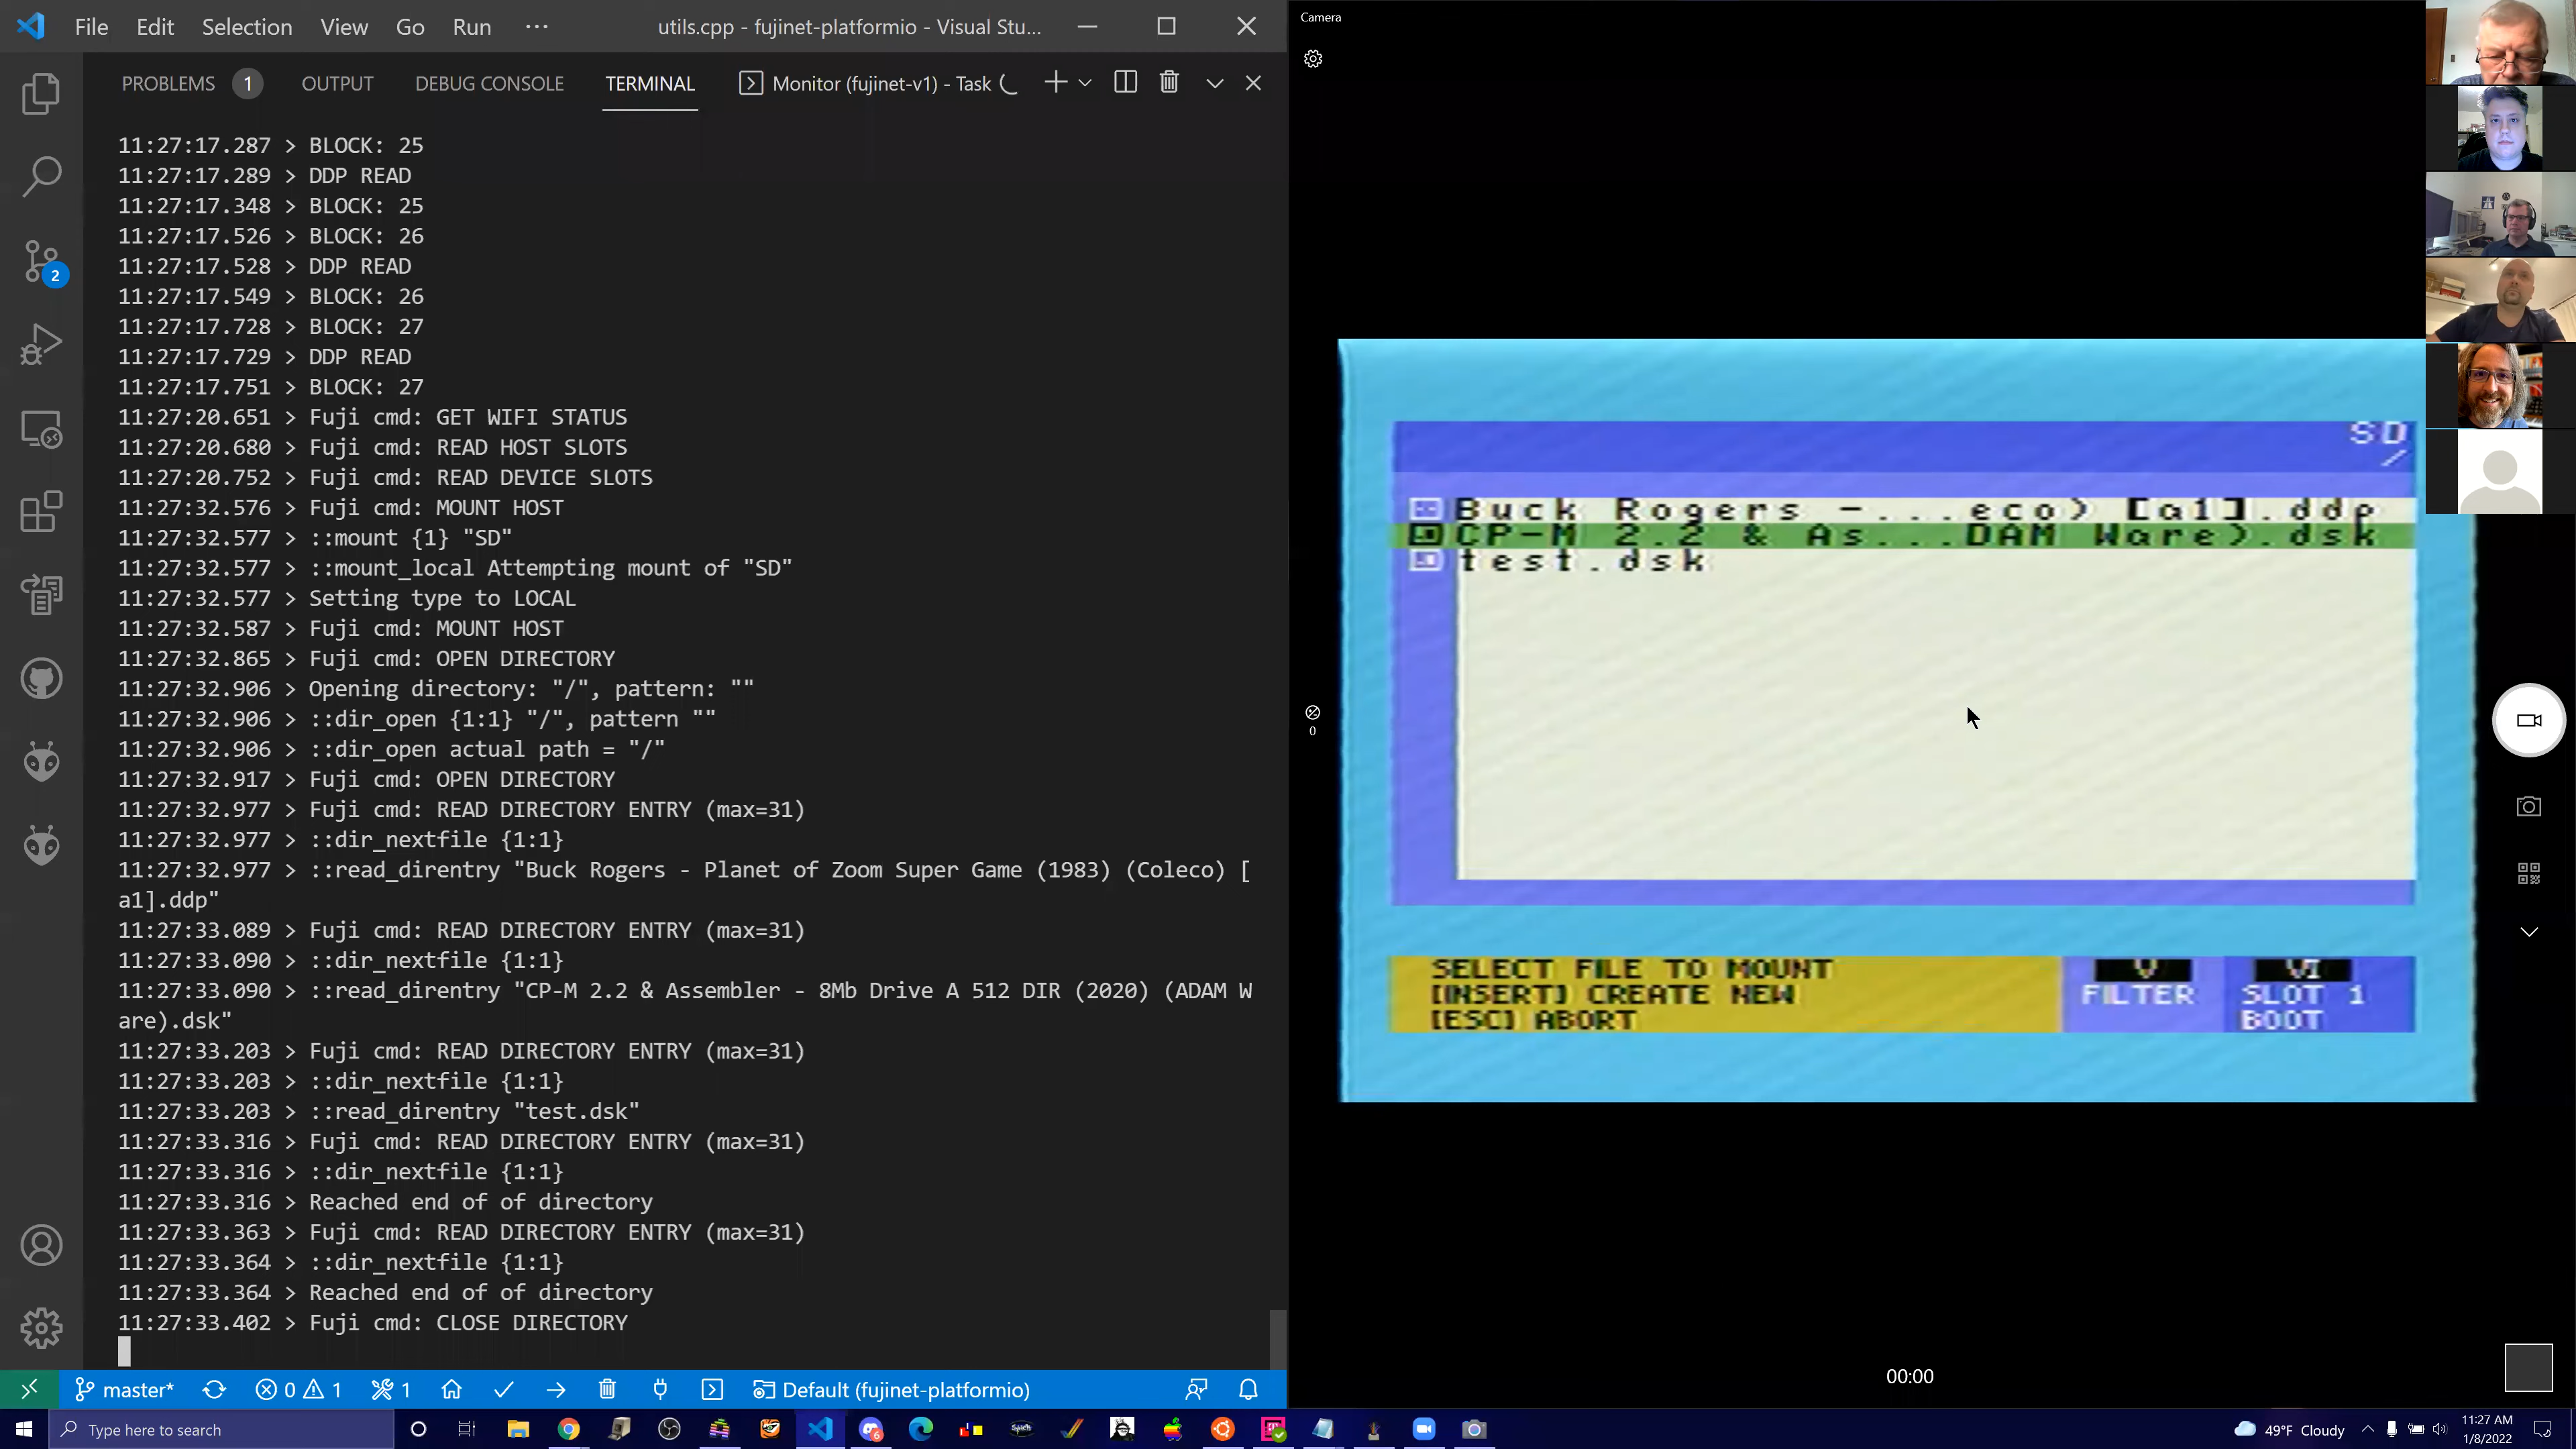 File Edit Selection View Go Run ··· utils.cpp - fujinet-platformio - Visual Stu...
PROBLEMS 1 OUTPUT DEBUG CONSOLE TERMINAL Monitor (fujinet-v1) - Task
11:27:17.287 > BLOCK: 25
11:27:17.289 > DDP READ
11:27:17.348 > BLOCK: 25
11:27:17.526 > BLOCK: 26
11:27:17.528 > DDP READ
11:27:17.549 > BLOCK: 26
11:27:17.728 > BLOCK: 27
11:27:17.729 > DDP READ
11:27:17.751 > BLOCK: 27
11:27:20.651 > Fuji cmd: GET WIFI STATUS
11:27:20.680 > Fuji cmd: READ HOST SLOTS
11:27:20.752 > Fuji cmd: READ DEVICE SLOTS
11:27:32.576 > Fuji cmd: MOUNT HOST
11:27:32.577 > ::mount {1} "SD"
11:27:32.577 > ::mount_local Attempting mount of "SD"
11:27:32.577 > Setting type to LOCAL
11:27:32.587 > Fuji cmd: MOUNT HOST
11:27:32.865 > Fuji cmd: OPEN DIRECTORY
11:27:32.906 > Opening directory: "/", pattern: ""
11:27:32.906 > ::dir_open {1:1} "/", pattern ""
11:27:32.906 > ::dir_open actual path = "/"
11:27:32.917 > Fuji cmd: OPEN DIRECTORY
11:27:32.977 > Fuji cmd: READ DIRECTORY ENTRY (max=31)
11:27:32.977 > ::dir_nextfile {1:1}
11:27:32.977 > ::read_direntry "Buck Rogers - Planet of Zoom Super Game (1983) (Coleco) [
a1].ddp"
11:27:33.089 > Fuji cmd: READ DIRECTORY ENTRY (max=31)
11:27:33.090 > ::dir_nextfile {1:1}
11:27:33.090 > ::read_direntry "CP-M 2.2 & Assembler - 8Mb Drive A 512 DIR (2020) (ADAM W
are).dsk"
11:27:33.203 > Fuji cmd: READ DIRECTORY ENTRY (max=31)
11:27:33.203 > ::dir_nextfile {1:1}
11:27:33.203 > ::read_direntry "test.dsk"
11:27:33.316 > Fuji cmd: READ DIRECTORY ENTRY (max=31)
11:27:33.316 > ::dir_nextfile {1:1}
11:27:33.316 > Reached end of of directory
11:27:33.363 > Fuji cmd: READ DIRECTORY ENTRY (max=31)
11:27:33.364 > ::dir_nextfile {1:1}
11:27:33.364 > Reached end of of directory
11:27:33.402 > Fuji cmd: CLOSE DIRECTORY
2
master* 0 1 1 Default (fujinet-platformio)
Camera
0
SD
/
Buck Rogers -...eco) [a1].ddp
CP-M 2.2 & As...DAM Ware).dsk
test.dsk
SELECT FILE TO MOUNT
[INSERT] CREATE NEW
[ESC] ABORT
V
FILTER
VI
SLOT 1
BOOT
00:00
Type here to search
49°F Cloudy
11:27 AM
1/8/2022